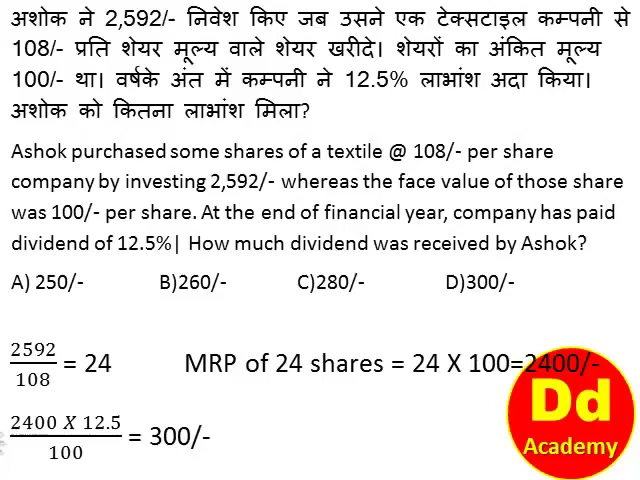 अशोक ने 2,592/- निवेश किए जब उसने एक टेक्सटाइल कम्पनी से
108/- प्रति शेयर मूल्य वाले शेयर खरीदे। शेयरों का अंकित मूल्य
100/- था। वर्षके अंत में कम्पनी ने 12.5% लाभांश अदा किया।
अशोक को कितना लाभांश मिला?
Ashok purchased some shares of a textile @ 108/- per share
company by investing 2,592/- whereas the face value of those share
was 100/- per share. At the end of financial year, company has paid
dividend of 12.5%| How much dividend was received by Ashok?
A) 250/- B)260/- C)280/- D)300/-
2592/108 = 24 MRP of 24 shares = 24 X 100=2400/-
2400 X 12.5/100 = 300/-
Dd
Academy